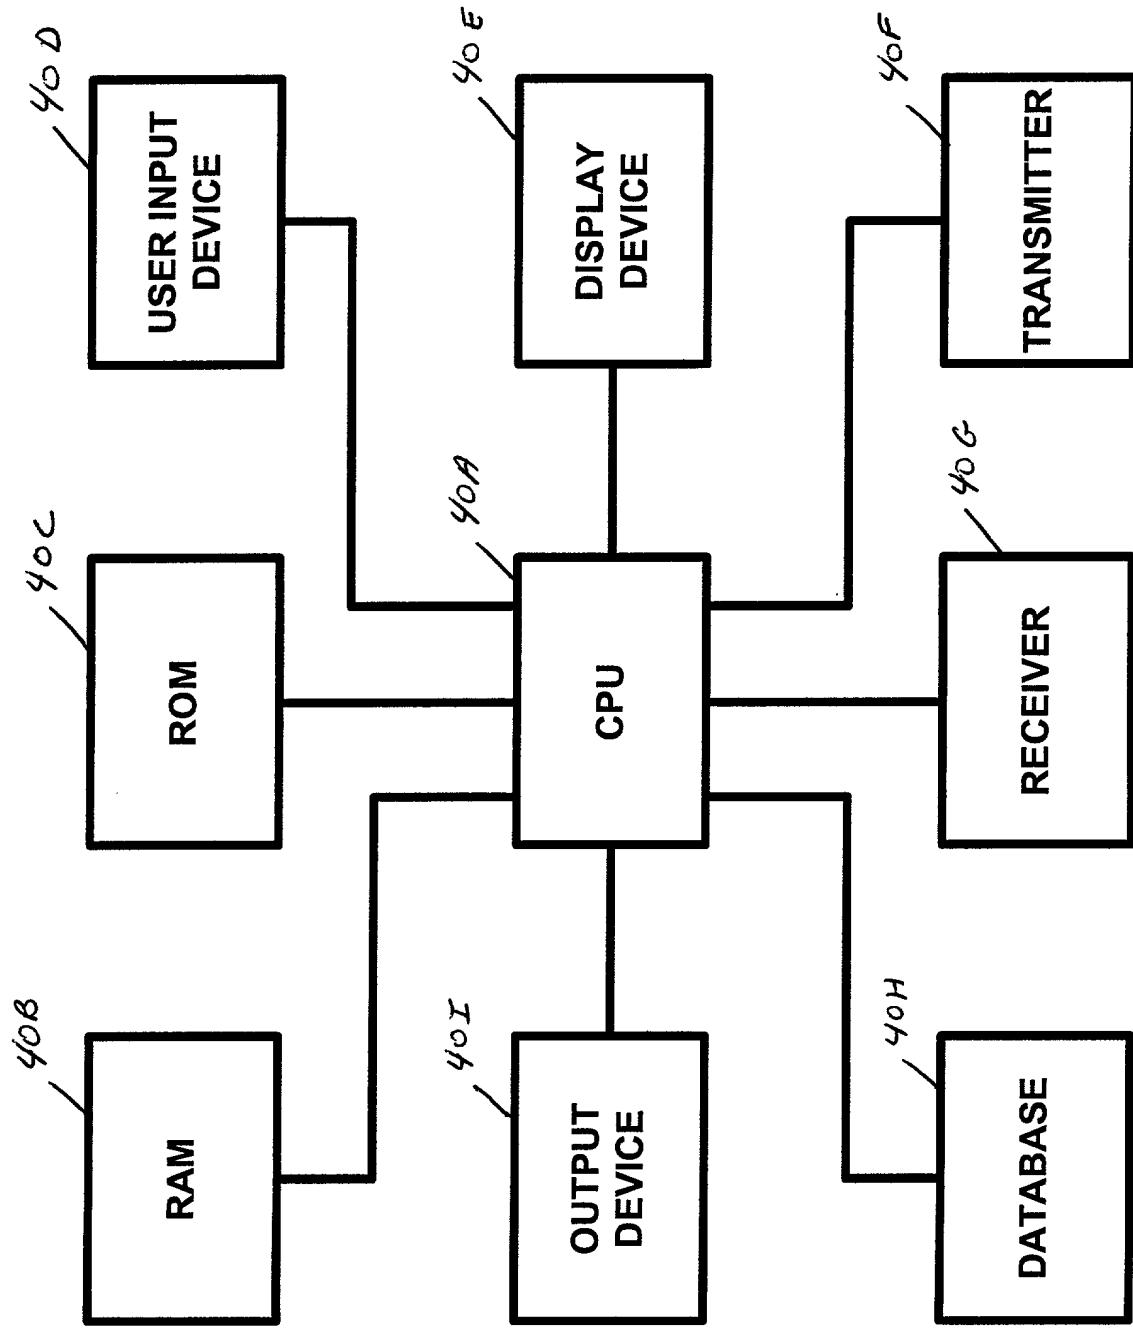 40B
RAM
40C
ROM
40D
USER INPUT
DEVICE
40I
OUTPUT
DEVICE
40A
CPU
40E
DISPLAY
DEVICE
40H
DATABASE
40G
RECEIVER
40F
TRANSMITTER